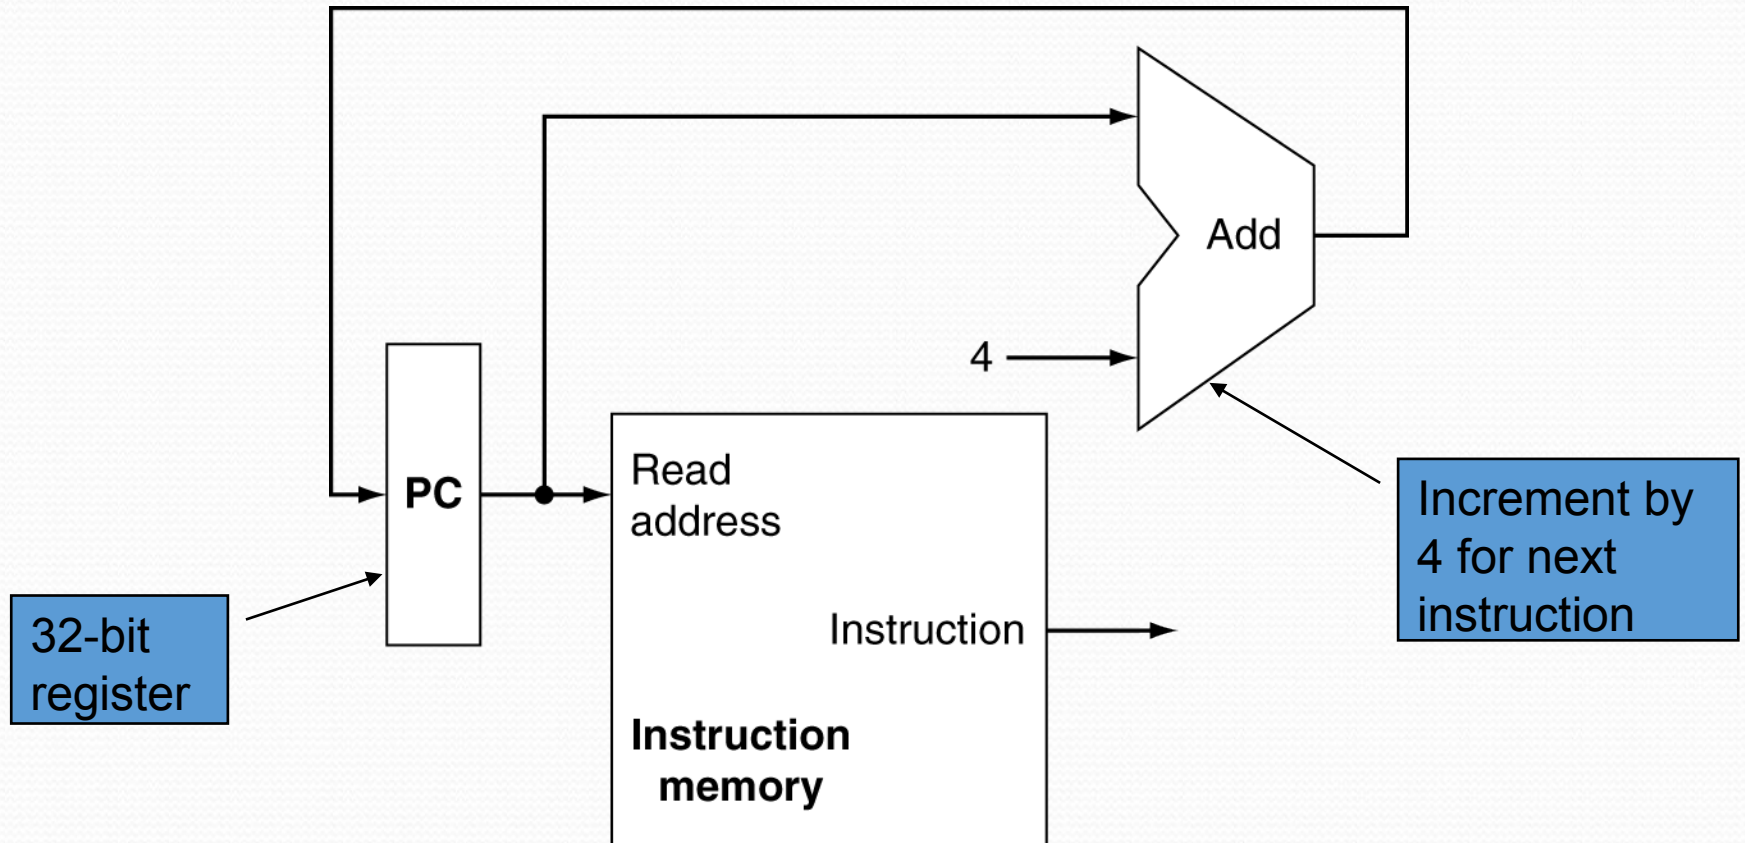 Add
4
PC
Read
address
Increment by
4 for next
instruction
32-bit
register
Instruction
Instruction
memory